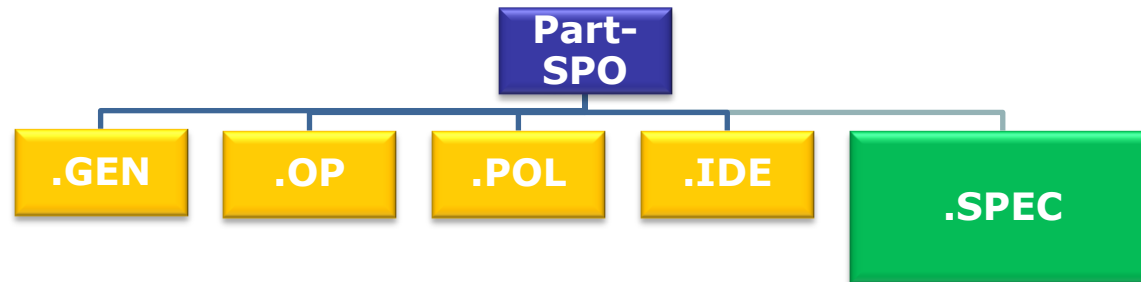 Part-
SPO
.GEN
.OP
.POL
.IDE
.SPEC